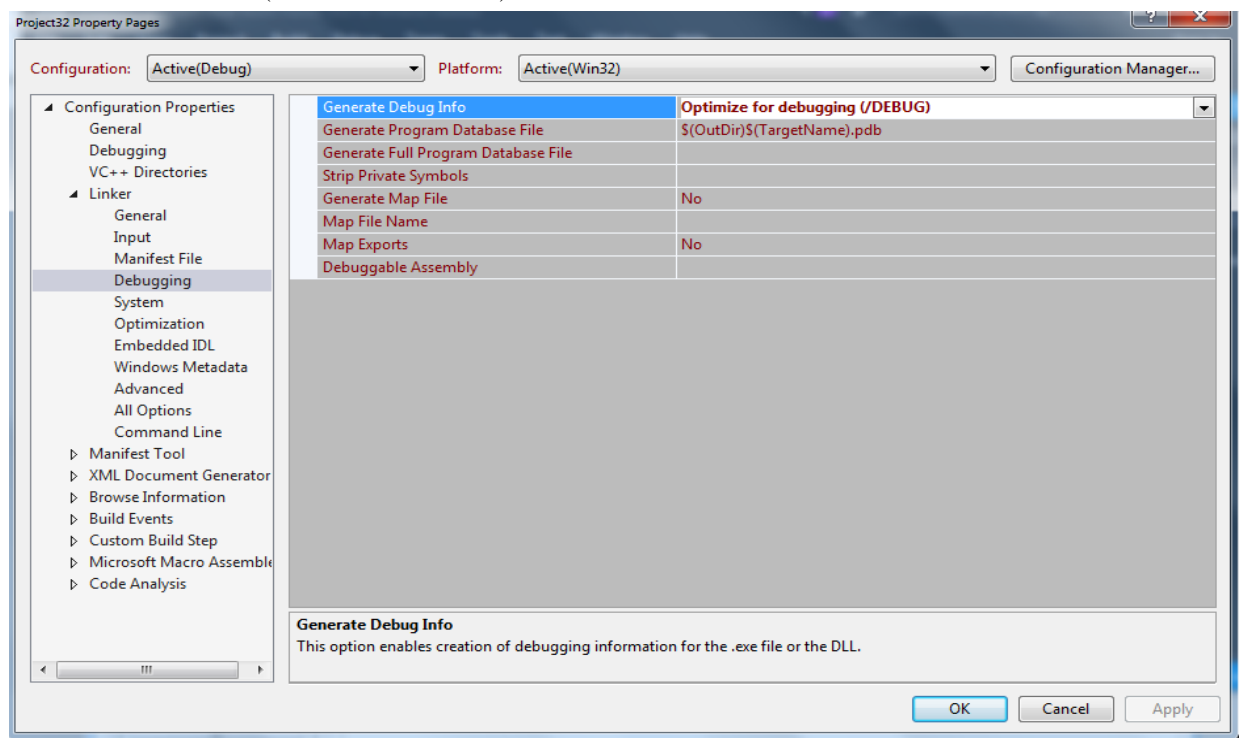 Project32 Property Pages
Configuration: Active(Debug) Platform: Active(Win32) Configuration Manager...
Configuration Properties
General
Debugging
VC++ Directories
Linker
General
Input
Manifest File
Debugging
System
Optimization
Embedded IDL
Windows Metadata
Advanced
All Options
Command Line
Manifest Tool
XML Document Generator
Browse Information
Build Events
Custom Build Step
Microsoft Macro Assemble
Code Analysis
Generate Debug Info Optimize for debugging (/DEBUG)
Generate Program Database File $(OutDir)$(TargetName).pdb
Generate Full Program Database File
Strip Private Symbols
Generate Map File No
Map File Name
Map Exports No
Debuggable Assembly
Generate Debug Info
This option enables creation of debugging information for the .exe file or the DLL.
OK Cancel Apply